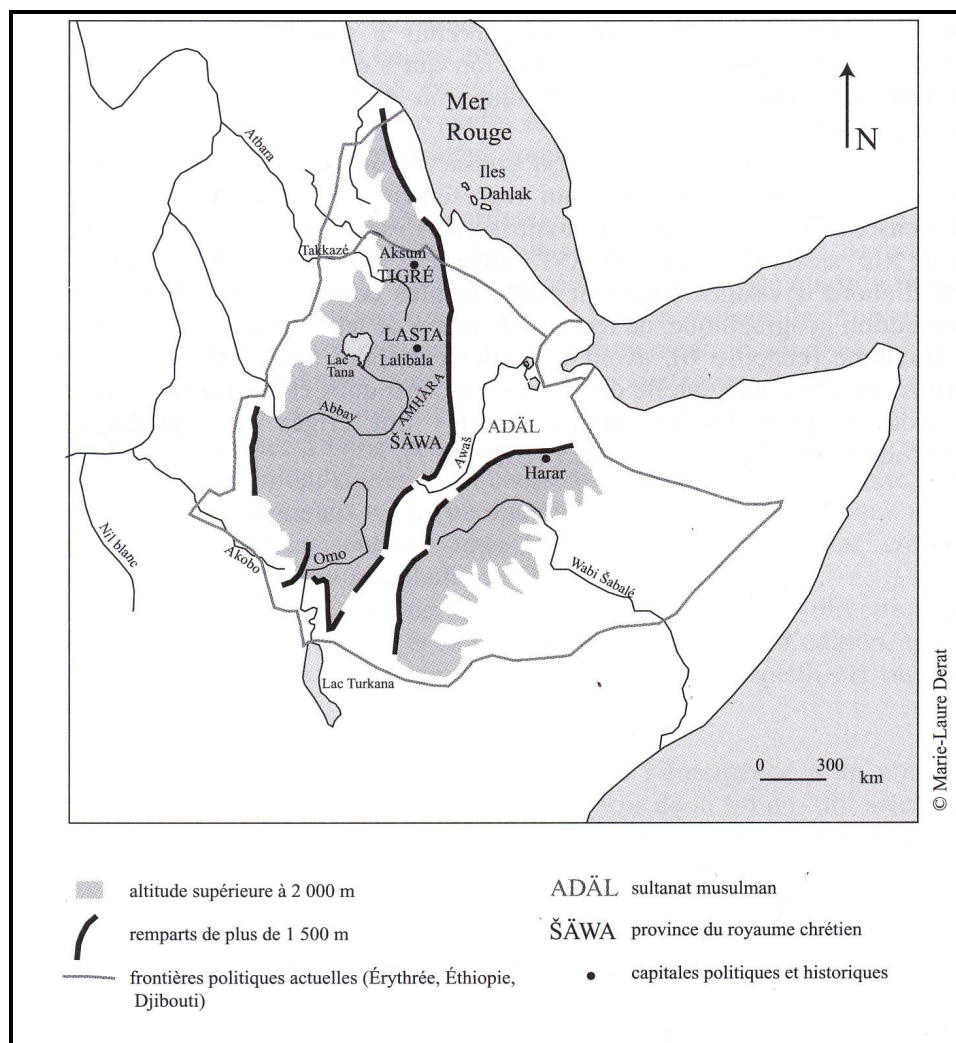 Mer
Rouge
Iles
Dahlak
N
Atbara
Takkazé
Aksum
TIGRÉ
LASTA
Lalibala
Lac
Tana
Abbay
AMHÄRA
ŠÄWA
Awaš
ADÄL
Harar
Nil blanc
Akobo
Omo
Wabi Šabalé
Lac Turkana
0 300
km
© Marie-Laure Derat
altitude supérieure à 2 000 m
remparts de plus de 1 500 m
frontières politiques actuelles (Érythrée, Éthiopie,
Djibouti)
ADÄL sultanat musulman
ŠÄWA province du royaume chrétien
capitales politiques et historiques